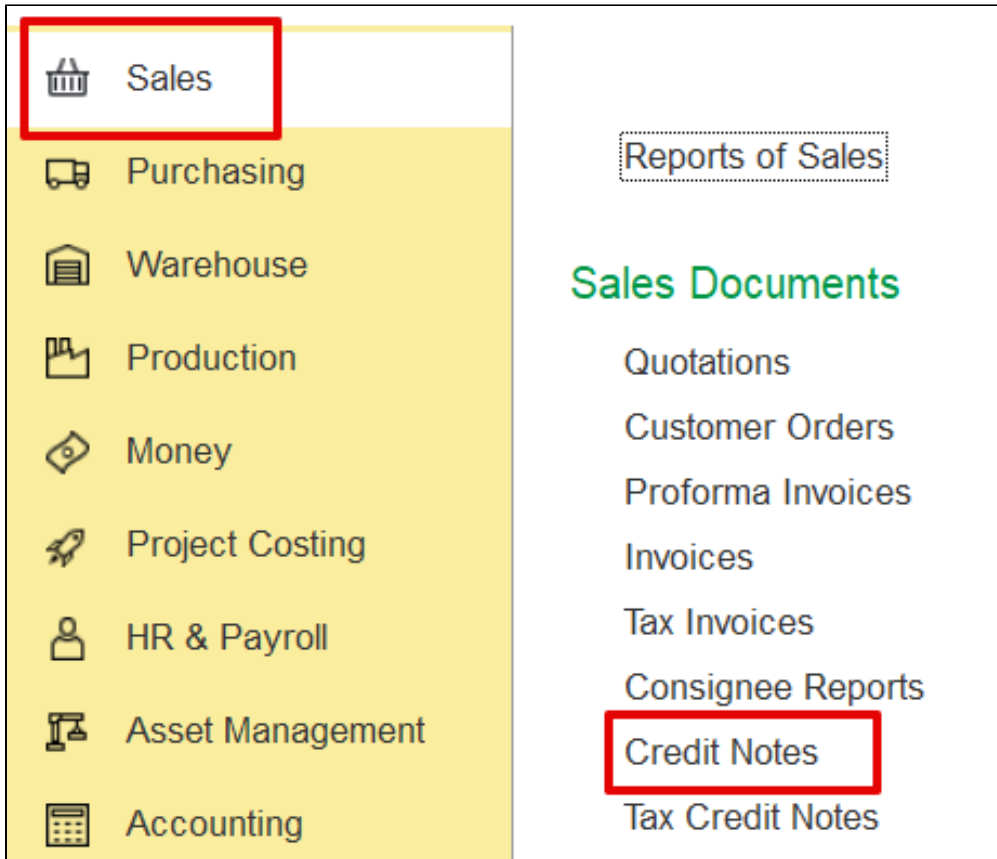 Sales
Purchasing
Warehouse
Production
Money
Project Costing
HR & Payroll
Asset Management
Accounting
Reports of Sales
Sales Documents
Quotations
Customer Orders
Proforma Invoices
Invoices
Tax Invoices
Consignee Reports
Credit Notes
Tax Credit Notes